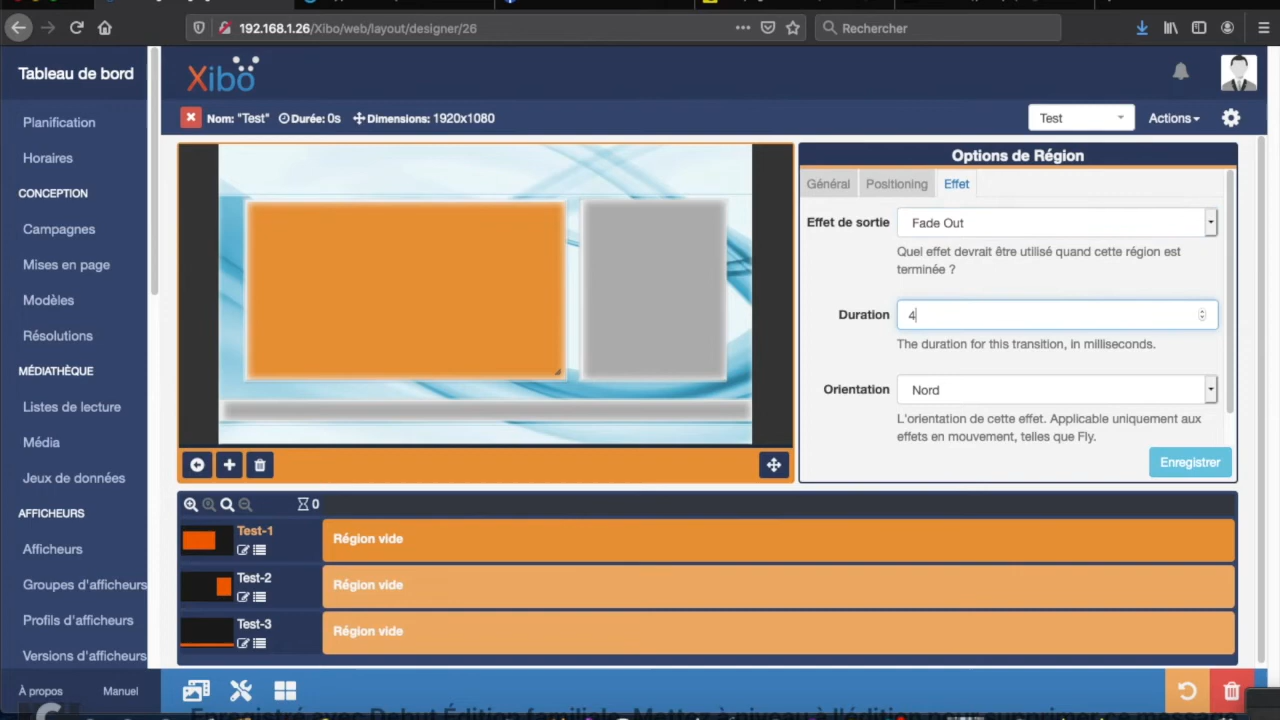 192.168.1.26/Xibo/web/layout/designer/26
Rechercher
Tableau de bord
Xibo
Planification
Horaires
CONCEPTION
Campagnes
Mises en page
Modèles
Résolutions
MÉDIATHÈQUE
Listes de lecture
Média
Jeux de données
AFFICHEURS
Afficheurs
Groupes d'afficheurs
Profils d'afficheurs
Versions d'afficheurs
À propos
Manuel
Nom: "Test" Durée: 0s Dimensions: 1920x1080
Test
Actions
Options de Région
Général
Positioning
Effet
Effet de sortie
Fade Out
Quel effet devrait être utilisé quand cette région est
terminée ?
Duration
4
The duration for this transition, in milliseconds.
Orientation
Nord
L'orientation de cette effet. Applicable uniquement aux
effets en mouvement, telles que Fly.
Enregistrer
0
Test-1
Région vide
Test-2
Région vide
Test-3
Région vide